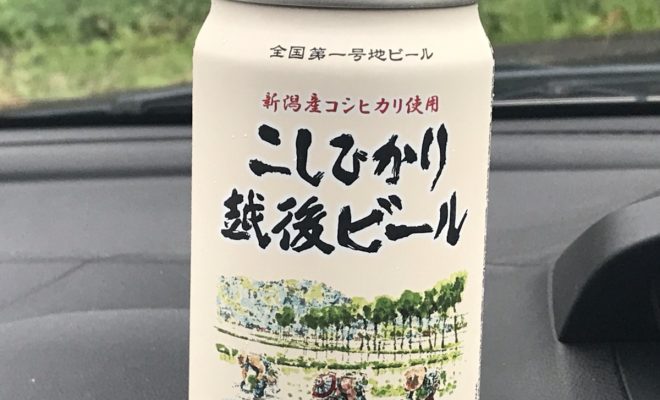 全国第一号地ビール
新潟産コシヒカリ使用
こしひかり
越後ビール